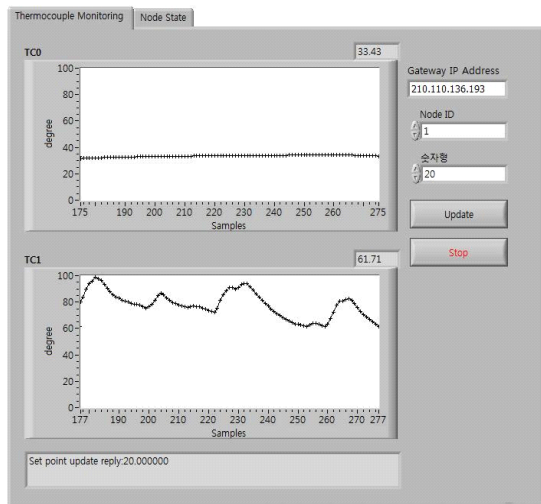 Thermocouple Monitoring
Node State
TC0
33.43
degree
100
80
60
40
20
0
175 190 200 210 220 230 240 250 260 275
Samples
TC1
61.71
degree
100
80
60
40
20
0
177 190 200 210 220 230 240 250 260 270 277
Samples
Gateway IP Address
210.110.136.193
Node ID
1
숫자형
20
Update
Stop
Set point update reply:20.000000